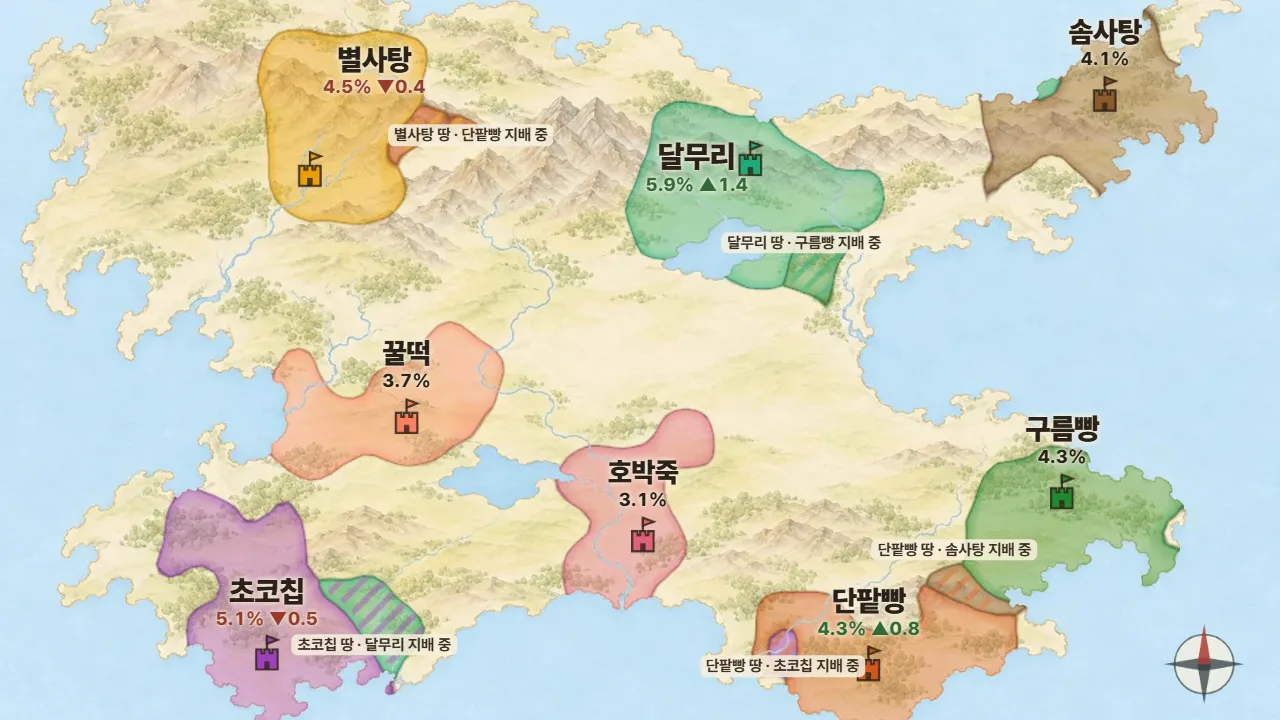 솜사탕
4.1%
별사탕
4.5% ▼0.4
별사탕 땅 · 단팥빵 지배 중
달무리
5.9% ▲1.4
달무리 땅 · 구름빵 지배 중
꿀떡
3.7%
구름빵
4.3%
호박죽
3.1%
단팥빵 땅 · 솜사탕 지배 중
초코칩
5.1% ▼0.5
초코칩 땅 · 달무리 지배 중
단팥빵
4.3% ▲0.8
단팥빵 땅 · 초코칩 지배 중